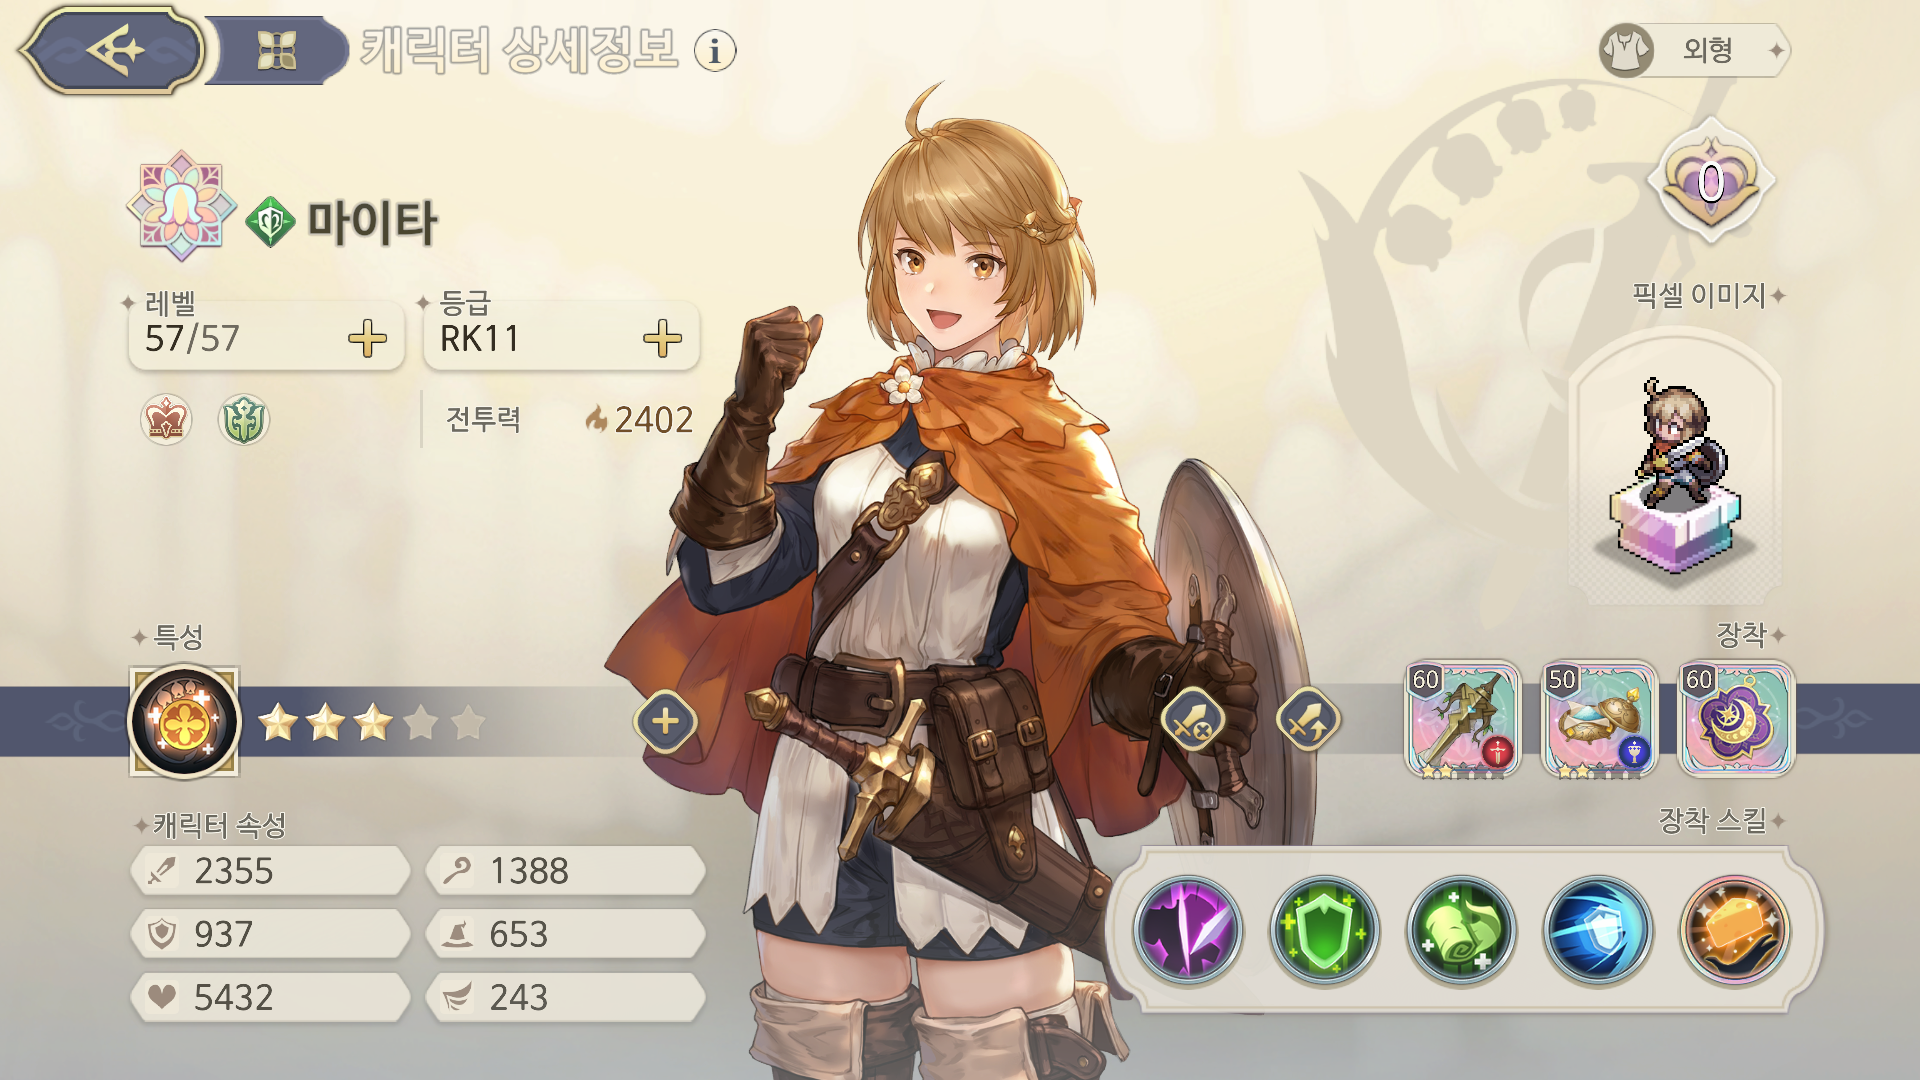 캐릭터 상세정보 i
외형
0
마이타
레벨
57/57
등급
RK11
전투력 2402
픽셀 이미지
특성
장착
60 50 60
캐릭터 속성
장착 스킬
2355 1388
937 653
5432 243